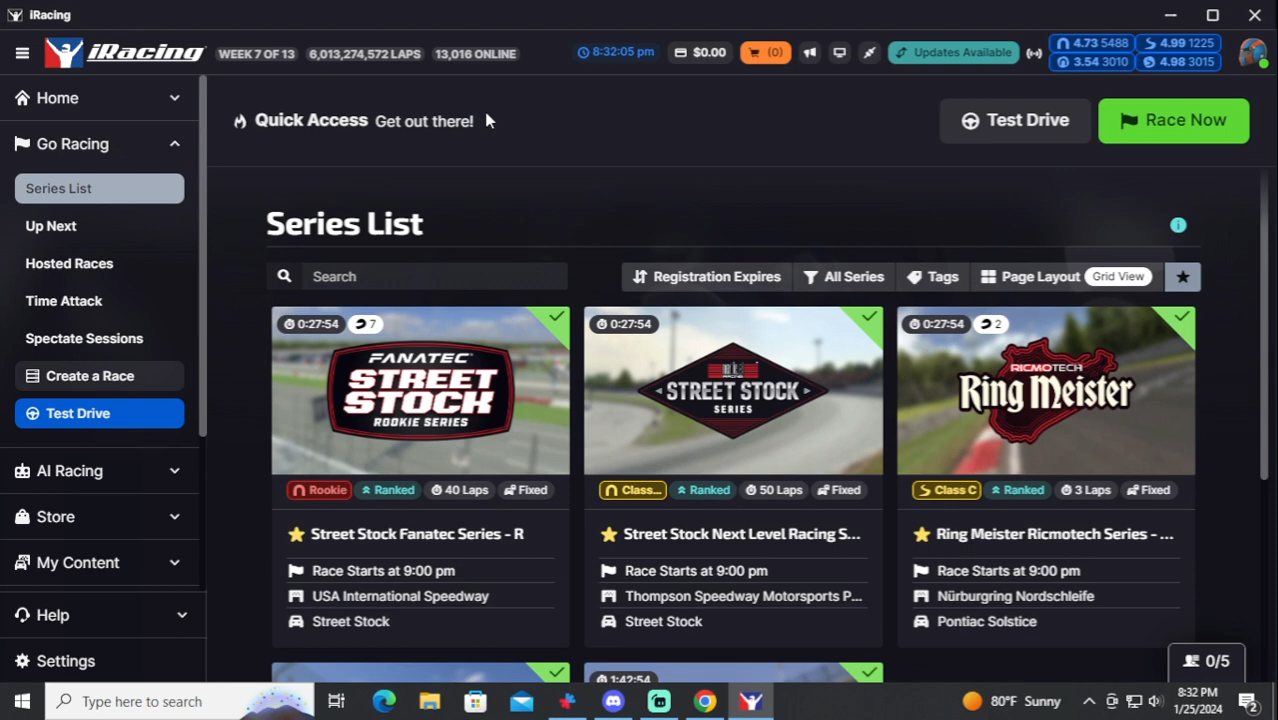 iRacing
iRacing WEEK 7 OF 13 6,013,274,572 LAPS 13,016 ONLINE 8:32:05 pm $0.00 (0) Updates Available 4.73 5488 4.99 1225
3.54 3010 4.98 3015
Home
Go Racing
Series List
Up Next
Hosted Races
Time Attack
Spectate Sessions
Create a Race
Test Drive
AI Racing
Store
My Content
Help
Settings
Quick Access Get out there!
Test Drive
Race Now
Series List
Search
Registration Expires
All Series
Tags
Page Layout Grid View
0:27:54 7
FANATEC
STREET
STOCK
ROOKIE SERIES
Rookie Ranked 40 Laps Fixed
Street Stock Fanatec Series - R
Race Starts at 9:00 pm
USA International Speedway
Street Stock
0:27:54
STREET STOCK
SERIES
Class... Ranked 50 Laps Fixed
Street Stock Next Level Racing S...
Race Starts at 9:00 pm
Thompson Speedway Motorsports P...
Street Stock
0:27:54 2
RICMOTECH
Ring Meister
Class C Ranked 3 Laps Fixed
Ring Meister Ricmotech Series - ...
Race Starts at 9:00 pm
Nürburgring Nordschleife
Pontiac Solstice
1:42:54
0/5
Type here to search
80°F Sunny
8:32 PM
1/25/2024
2